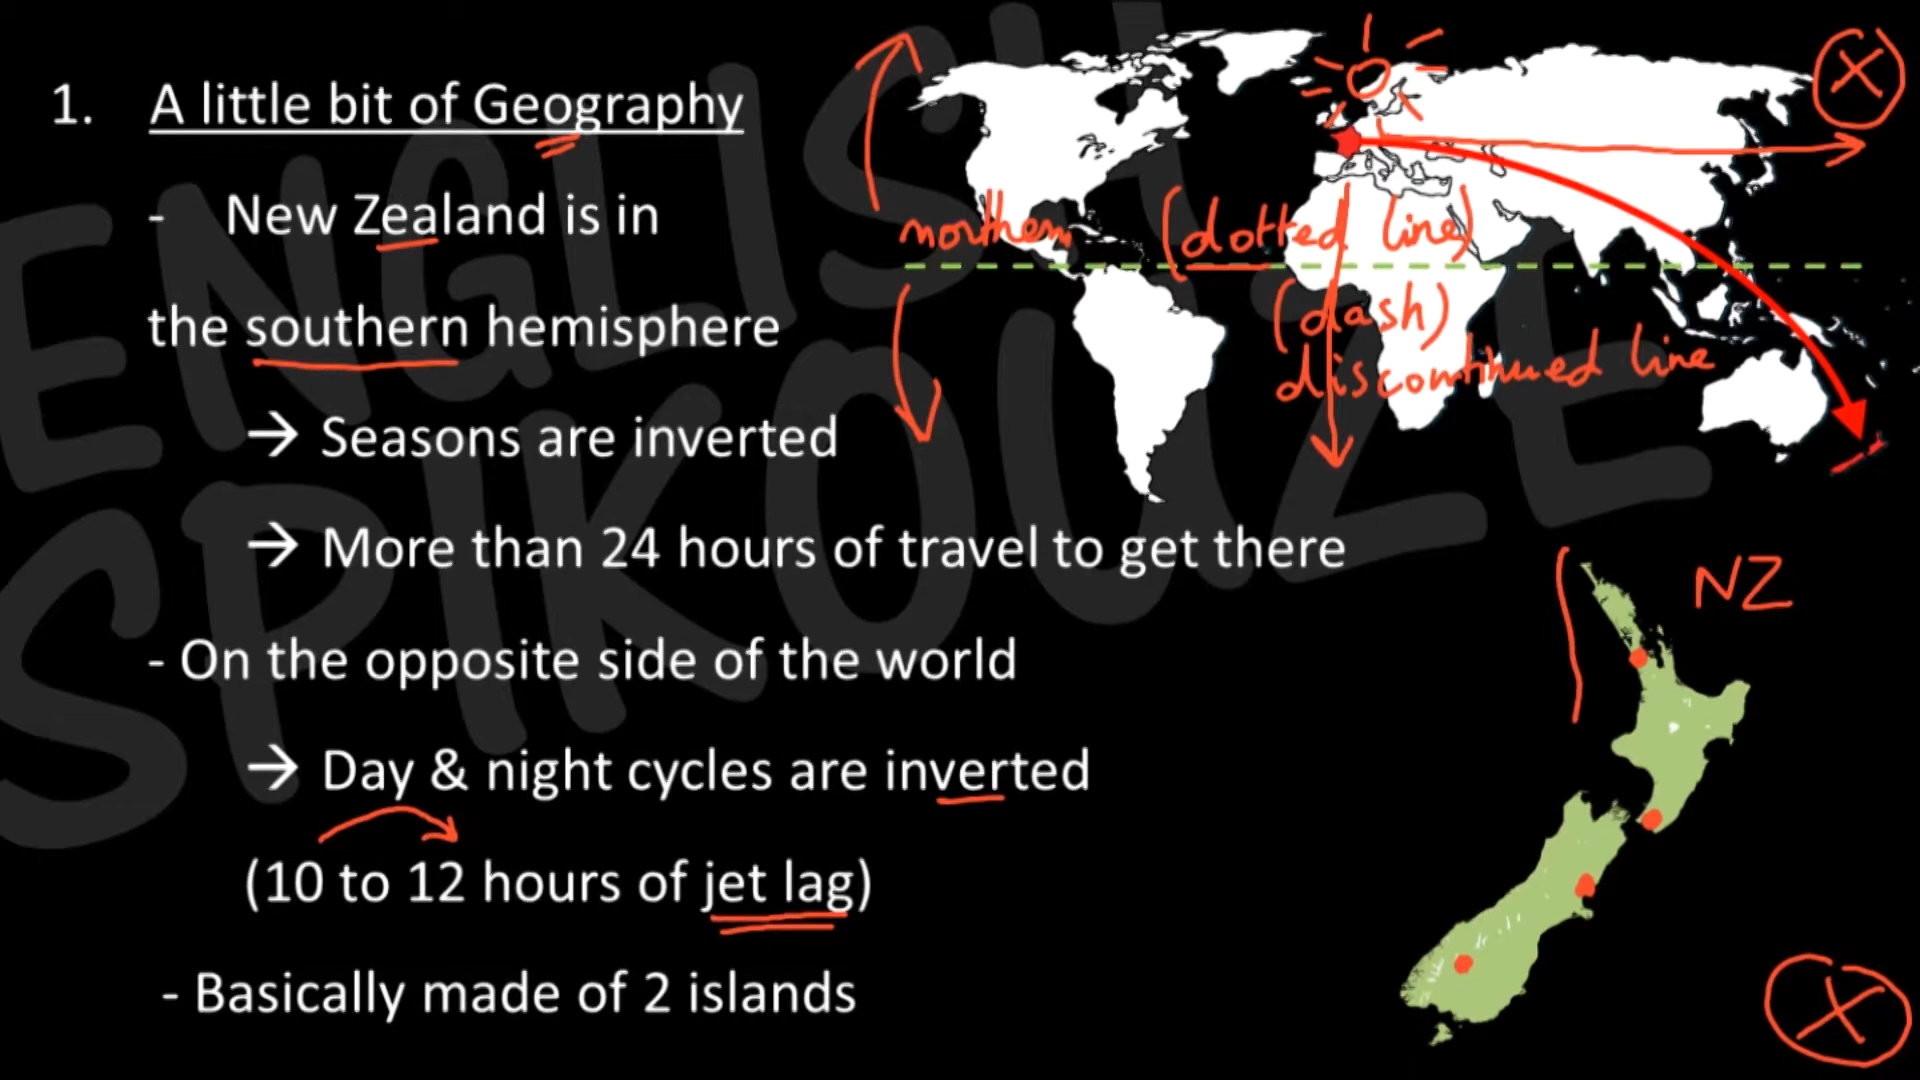 ENGLISH
SPIKOUZE
1. A little bit of Geography
- New Zealand is in
the southern hemisphere
→ Seasons are inverted
→ More than 24 hours of travel to get there
- On the opposite side of the world
→ Day & night cycles are inverted
(10 to 12 hours of jet lag)
- Basically made of 2 islands
northern
(dotted line)
(dash)
discontinued line
NZ